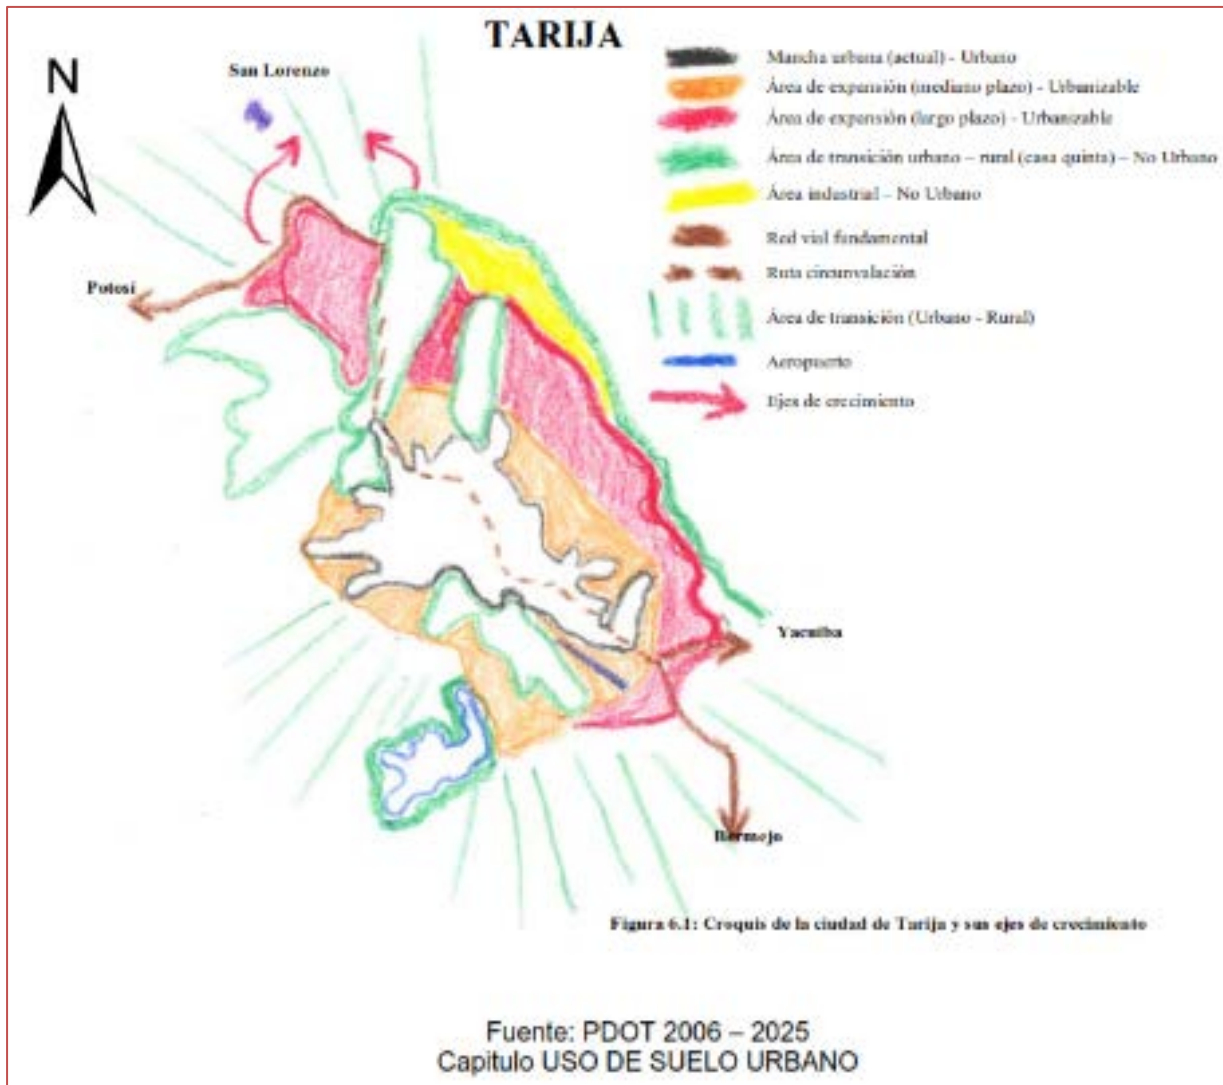 TARIJA
N
San Lorenzo
Mancha urbana (actual) - Urbano
Área de expansión (mediano plazo) - Urbanizable
Área de expansión (largo plazo) - Urbanizable
Área de transición urbano – rural (casa quinta) – No Urbano
Área industrial – No Urbano
Red vial fundamental
Ruta circunvalación
Potosí
Área de transición (Urbano - Rural)
Aeropuerto
Ejes de crecimiento
Yacuiba
Bermejo
Figura 6.1: Croquis de la ciudad de Tarija y sus ejes de crecimiento
Fuente: PDOT 2006 – 2025
Capitulo USO DE SUELO URBANO